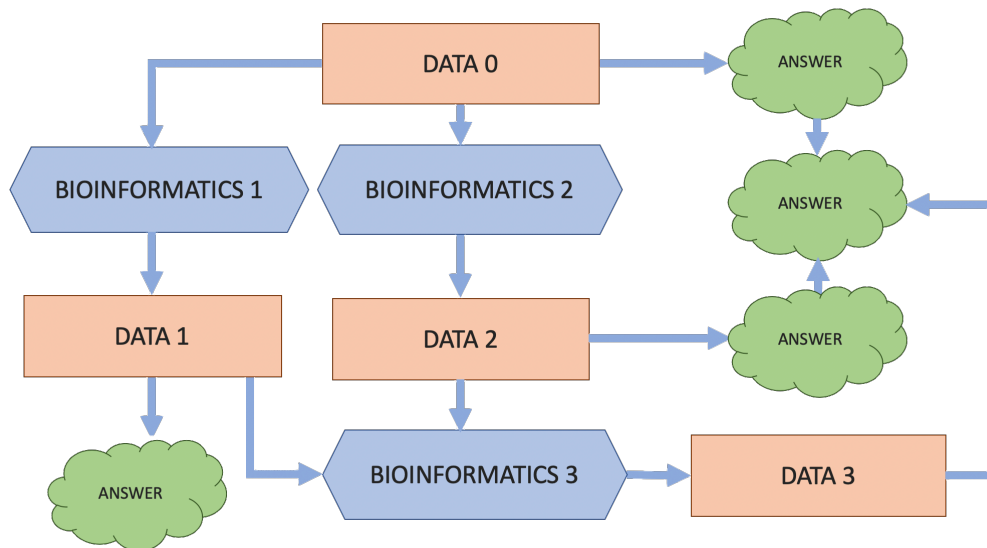 DATA 0
ANSWER
BIOINFORMATICS 1
BIOINFORMATICS 2
ANSWER
DATA 1
DATA 2
ANSWER
ANSWER
BIOINFORMATICS 3
DATA 3